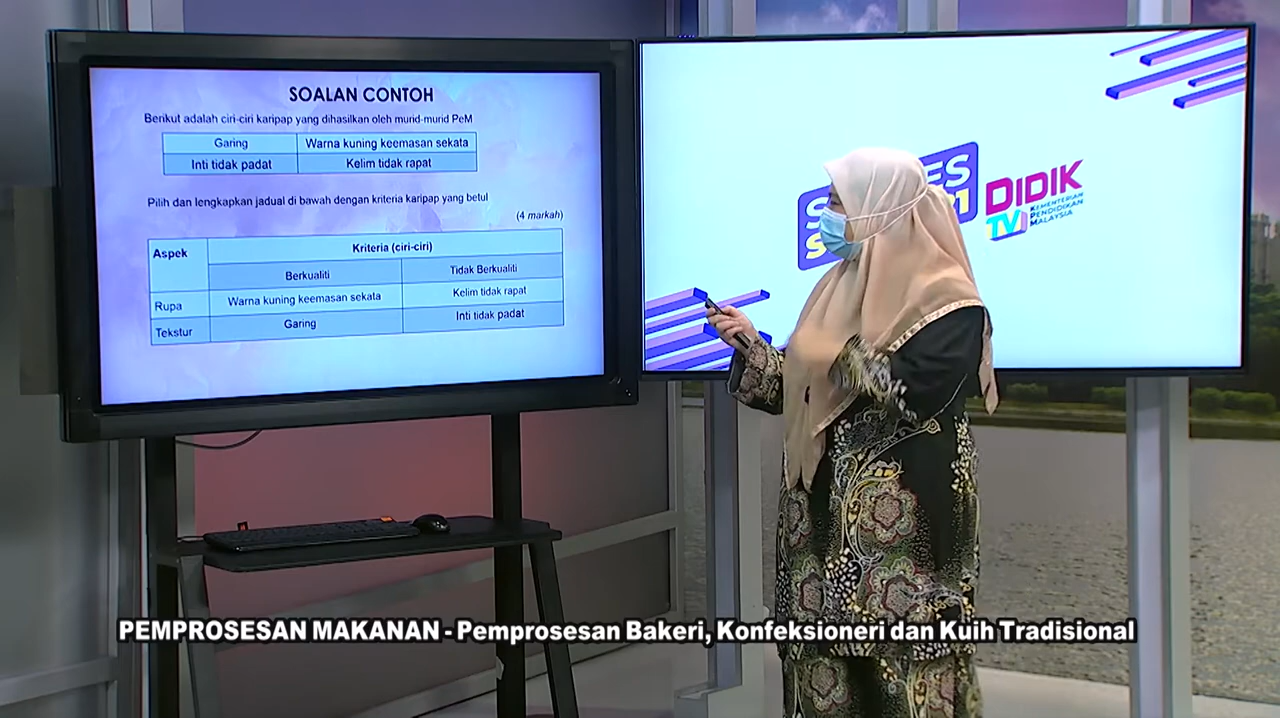 SOALAN CONTOH
Berikut adalah ciri-ciri karipap yang dihasilkan oleh murid-murid PeM
Garing Warna kuning keemasan sekata
Inti tidak padat Kelim tidak rapat
Pilih dan lengkapkan jadual di bawah dengan kriteria karipap yang betul
(4 markah)
Aspek Kriteria (ciri-ciri)
Berkualiti Tidak Berkualiti
Rupa Warna kuning keemasan sekata Kelim tidak rapat
Tekstur Garing Inti tidak padat
DIDIK
TV
KEMENTERIAN
PENDIDIKAN
MALAYSIA
PEMPROSESAN MAKANAN - Pemprosesan Bakeri, Konfeksioneri dan Kuih Tradisional